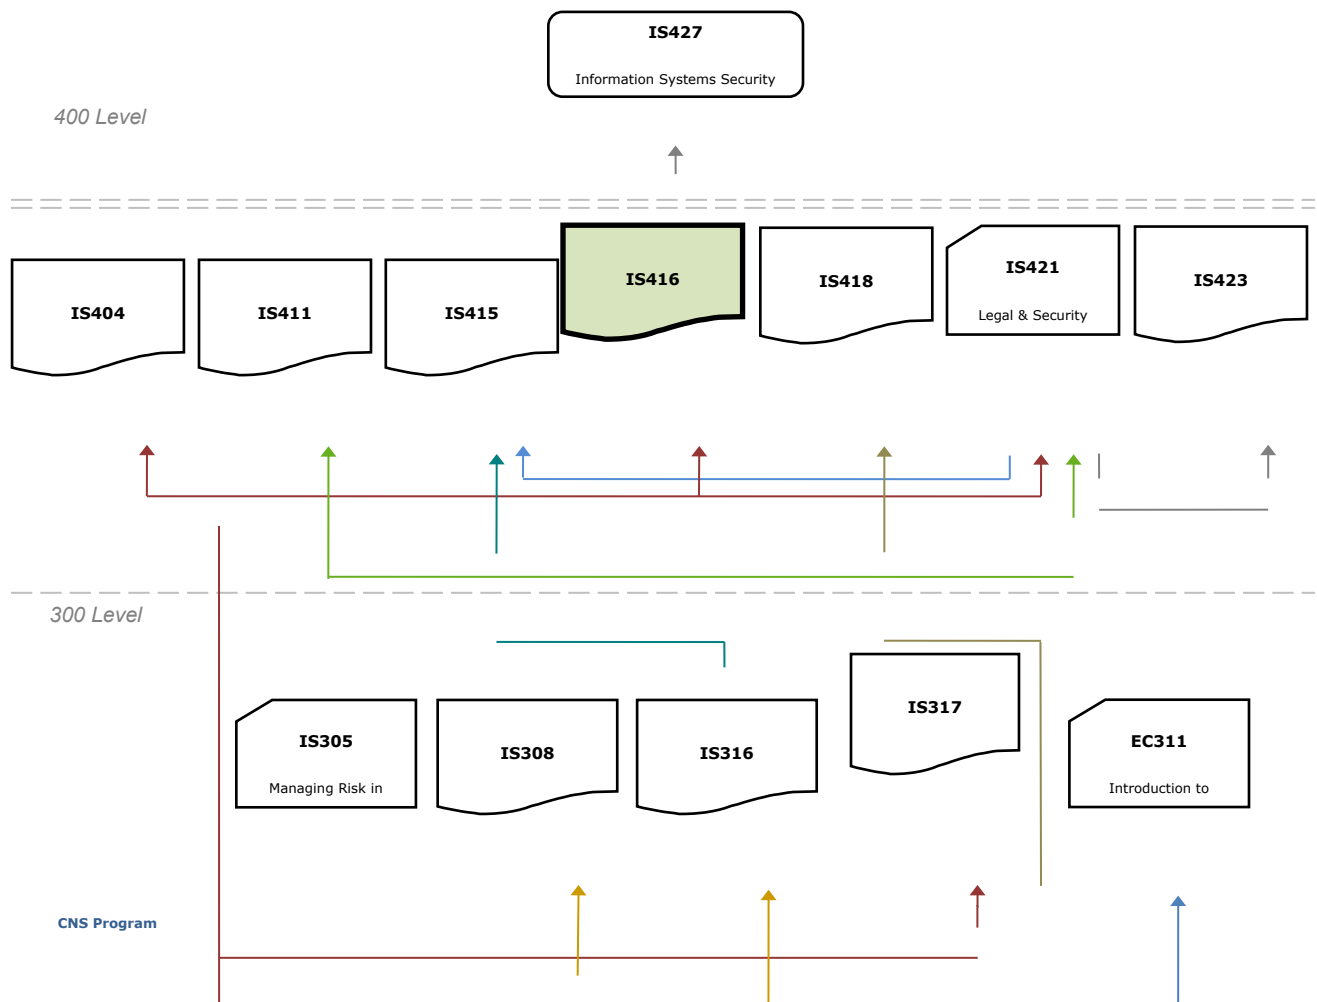 IS427
Information Systems Security
400 Level
IS404
IS411
IS415
IS416
IS418
IS421
Legal & Security
IS423
300 Level
IS305
Managing Risk in
IS308
IS316
IS317
EC311
Introduction to
CNS Program